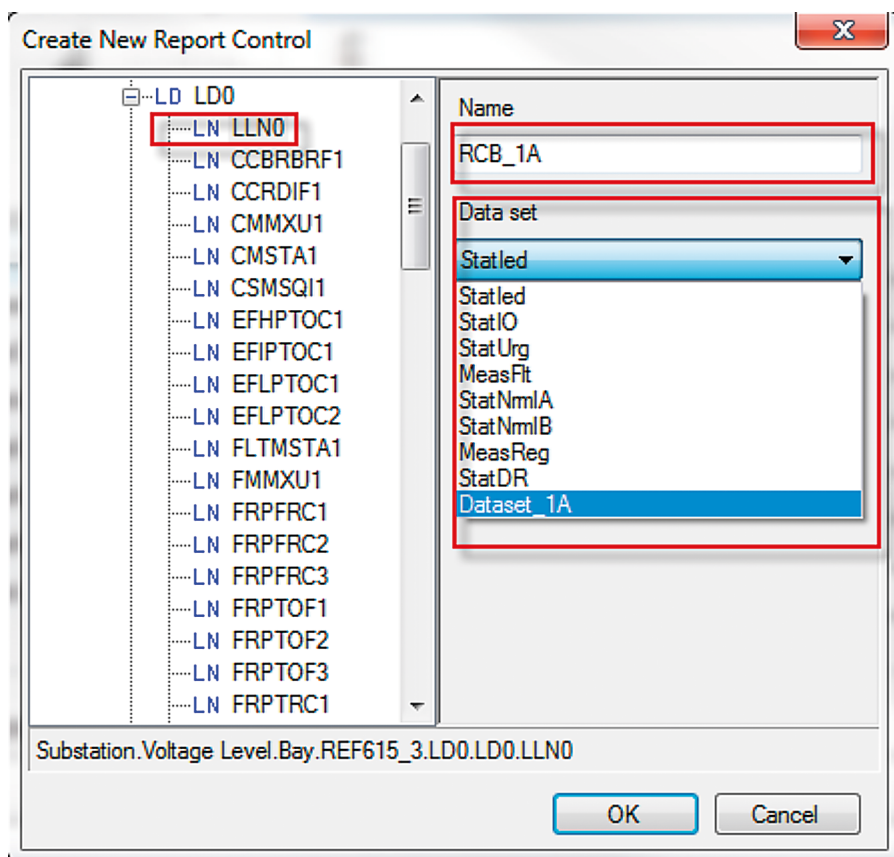 Create New Report Control
LD LD0
LN LLN0
LN CCBRBRF1
LN CCRDIF1
LN CMMXU1
LN CMSTA1
LN CSMSQI1
LN EFHPTOC1
LN EFIPTOC1
LN EFLPTOC1
LN EFLPTOC2
LN FLTMSTA1
LN FMMXU1
LN FRPFRC1
LN FRPFRC2
LN FRPFRC3
LN FRPTOF1
LN FRPTOF2
LN FRPTOF3
LN FRPTRC1
Name
RCB_1A
Data set
Statled
Statled
StatIO
StatUrg
MeasFlt
StatNrmlA
StatNrmlB
MeasReg
StatDR
Dataset_1A
Substation.Voltage Level.Bay.REF615_3.LD0.LD0.LLN0
OK
Cancel